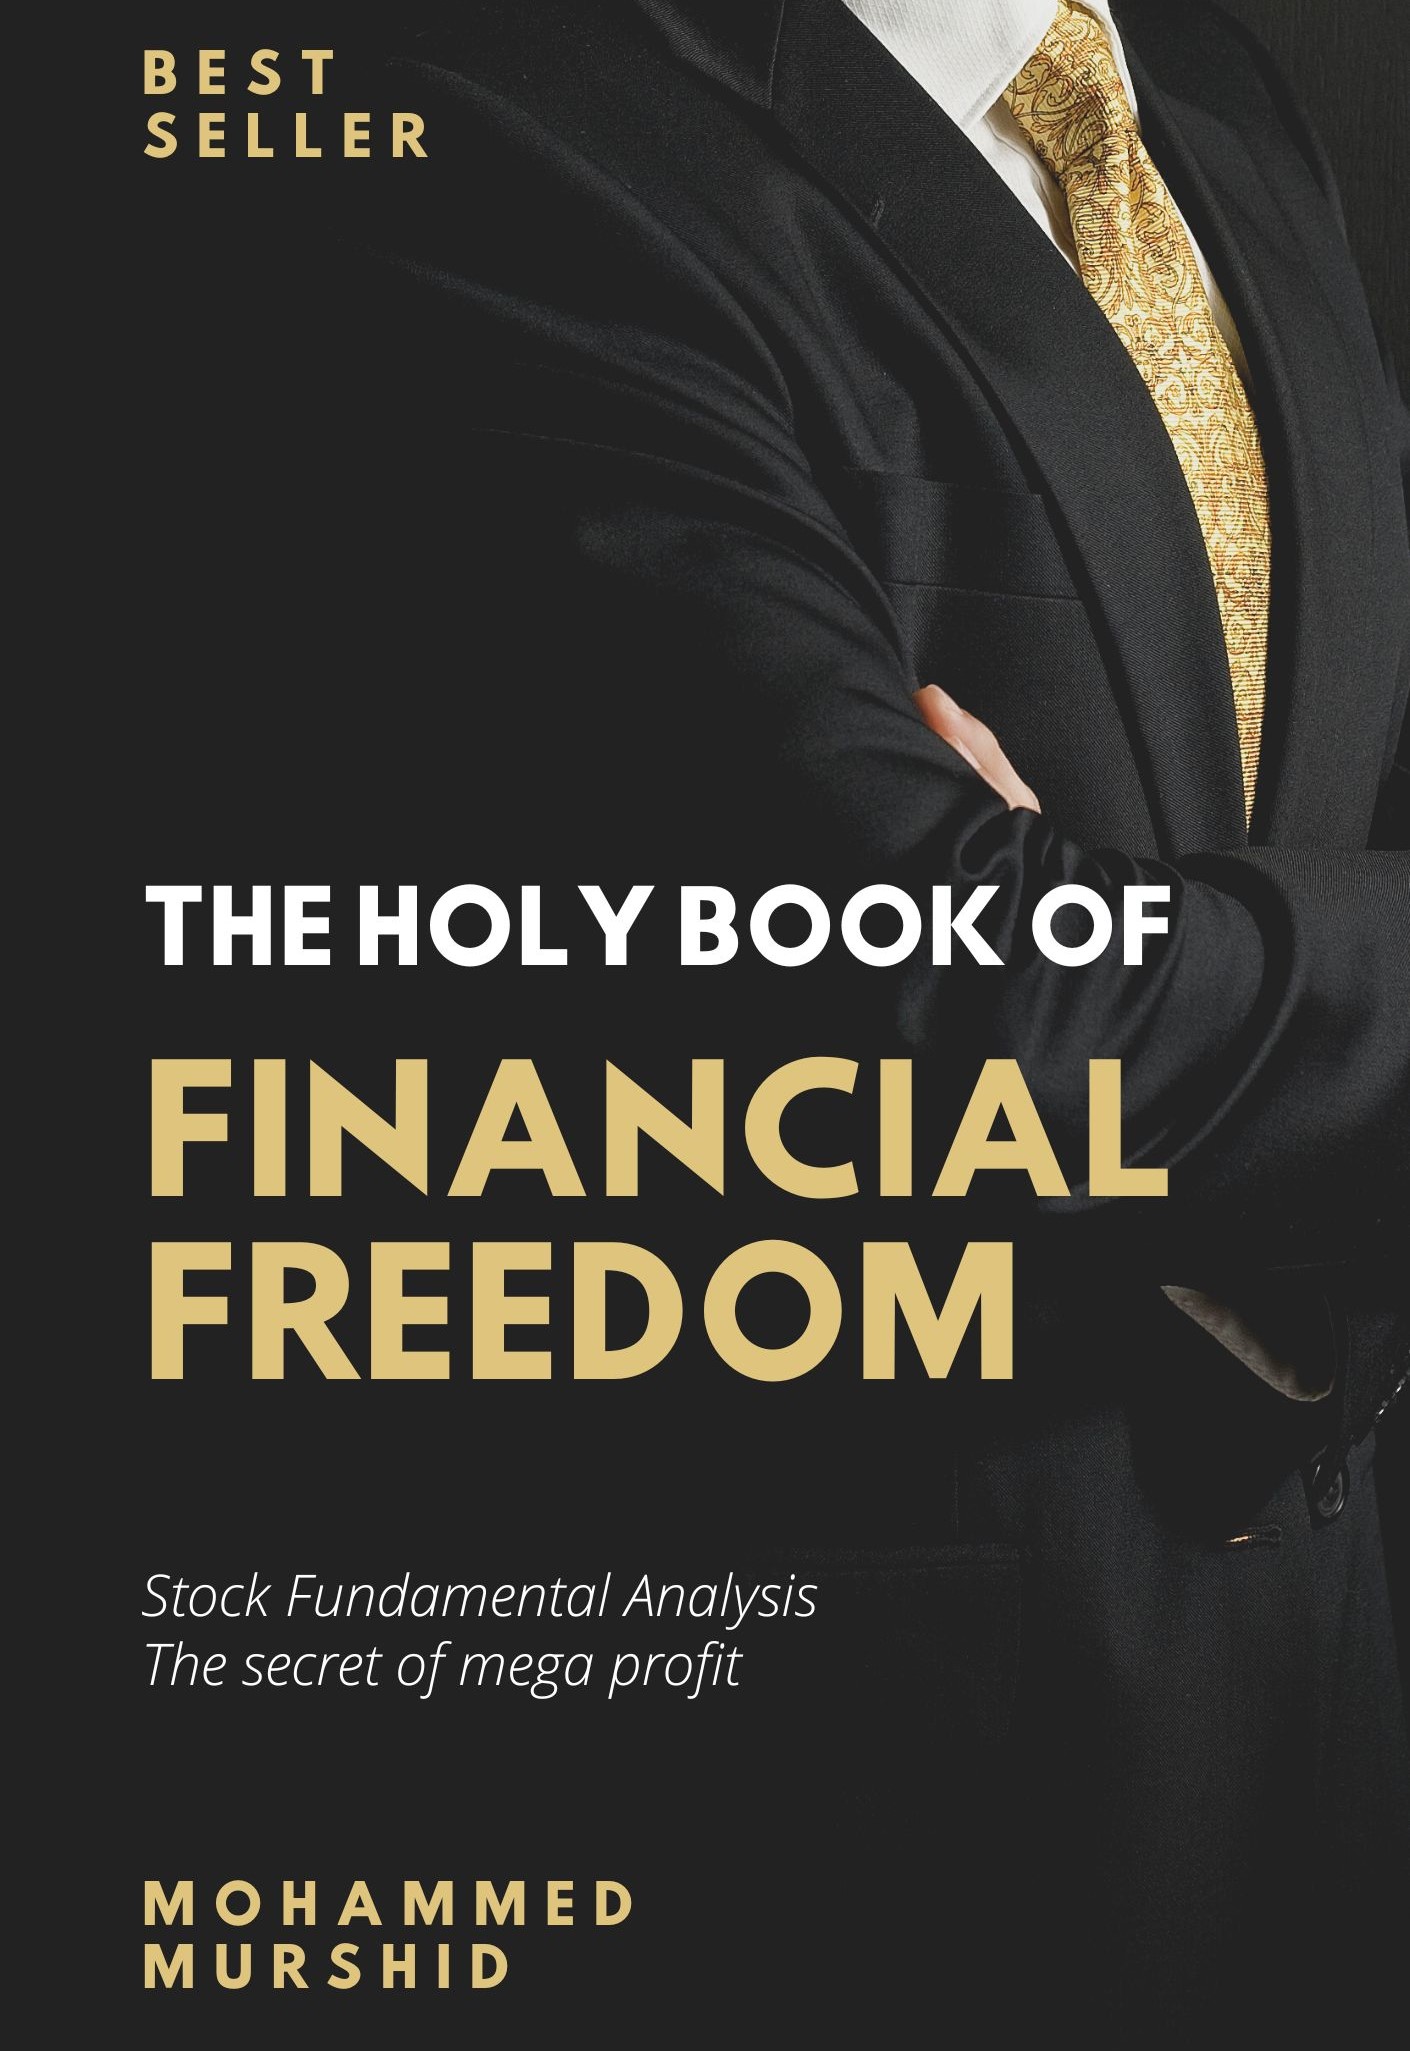 BEST
SELLER
THE HOLY BOOK OF
FINANCIAL
FREEDOM
Stock Fundamental Analysis
The secret of mega profit
MOHAMMED
MURSHID